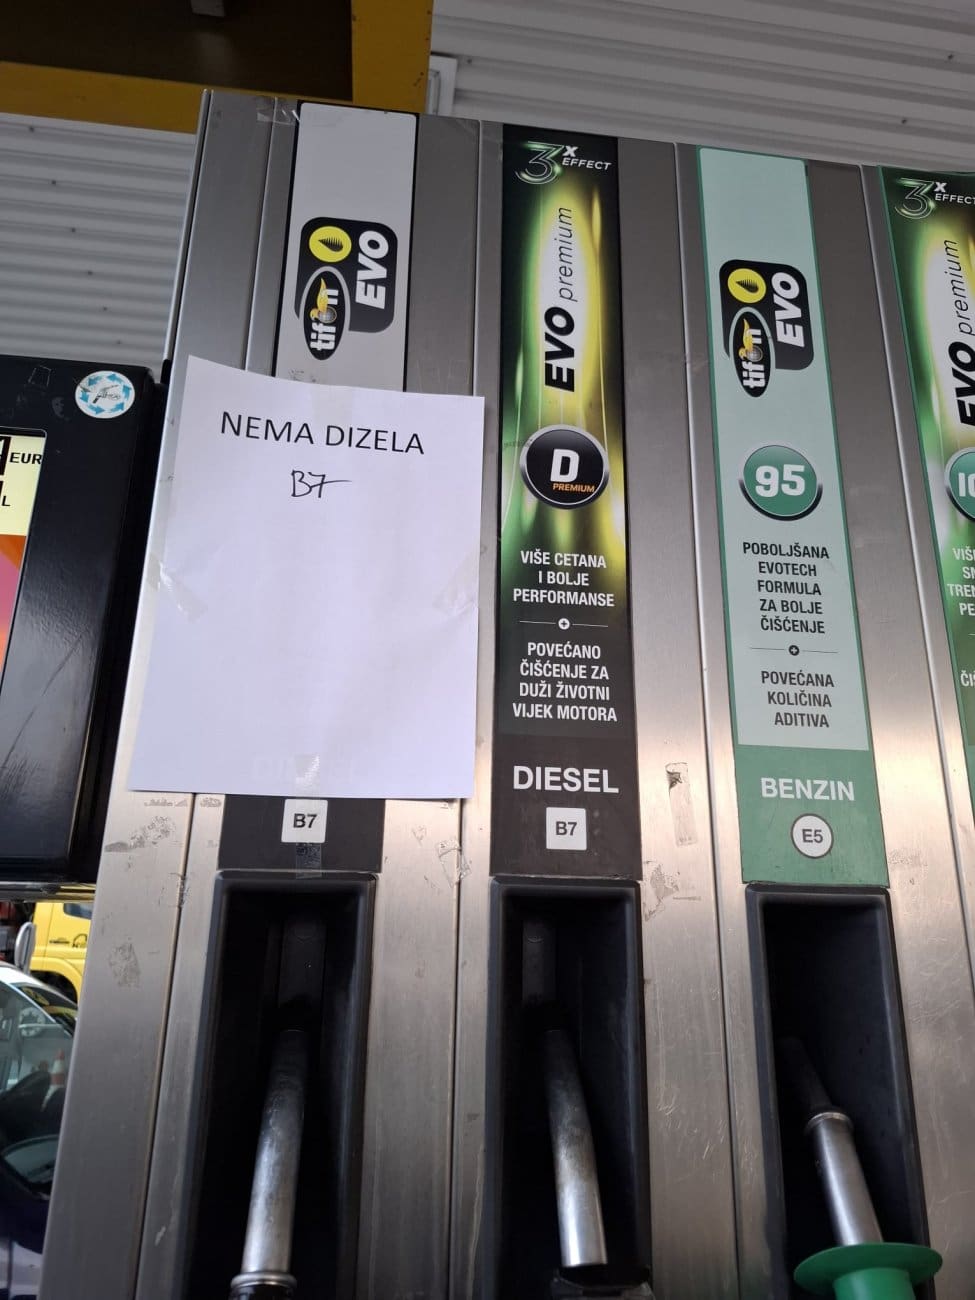 EUR
L
tifon
EVO
NEMA DIZELA
B7
B7
3X
EFFECT
EVO premium
D
PREMIUM
VIŠE CETANA
I BOLJE
PERFORMANSE
POVEĆANO
ČIŠĆENJE ZA
DUŽI ŽIVOTNI
VIJEK MOTORA
DIESEL
B7
tifon
EVO
95
POBOLJŠANA
EVOTECH
FORMULA
ZA BOLJE
ČIŠĆENJE
POVEĆANA
KOLIČINA
ADITIVA
BENZIN
E5
3X
EFFECT
EVO premium